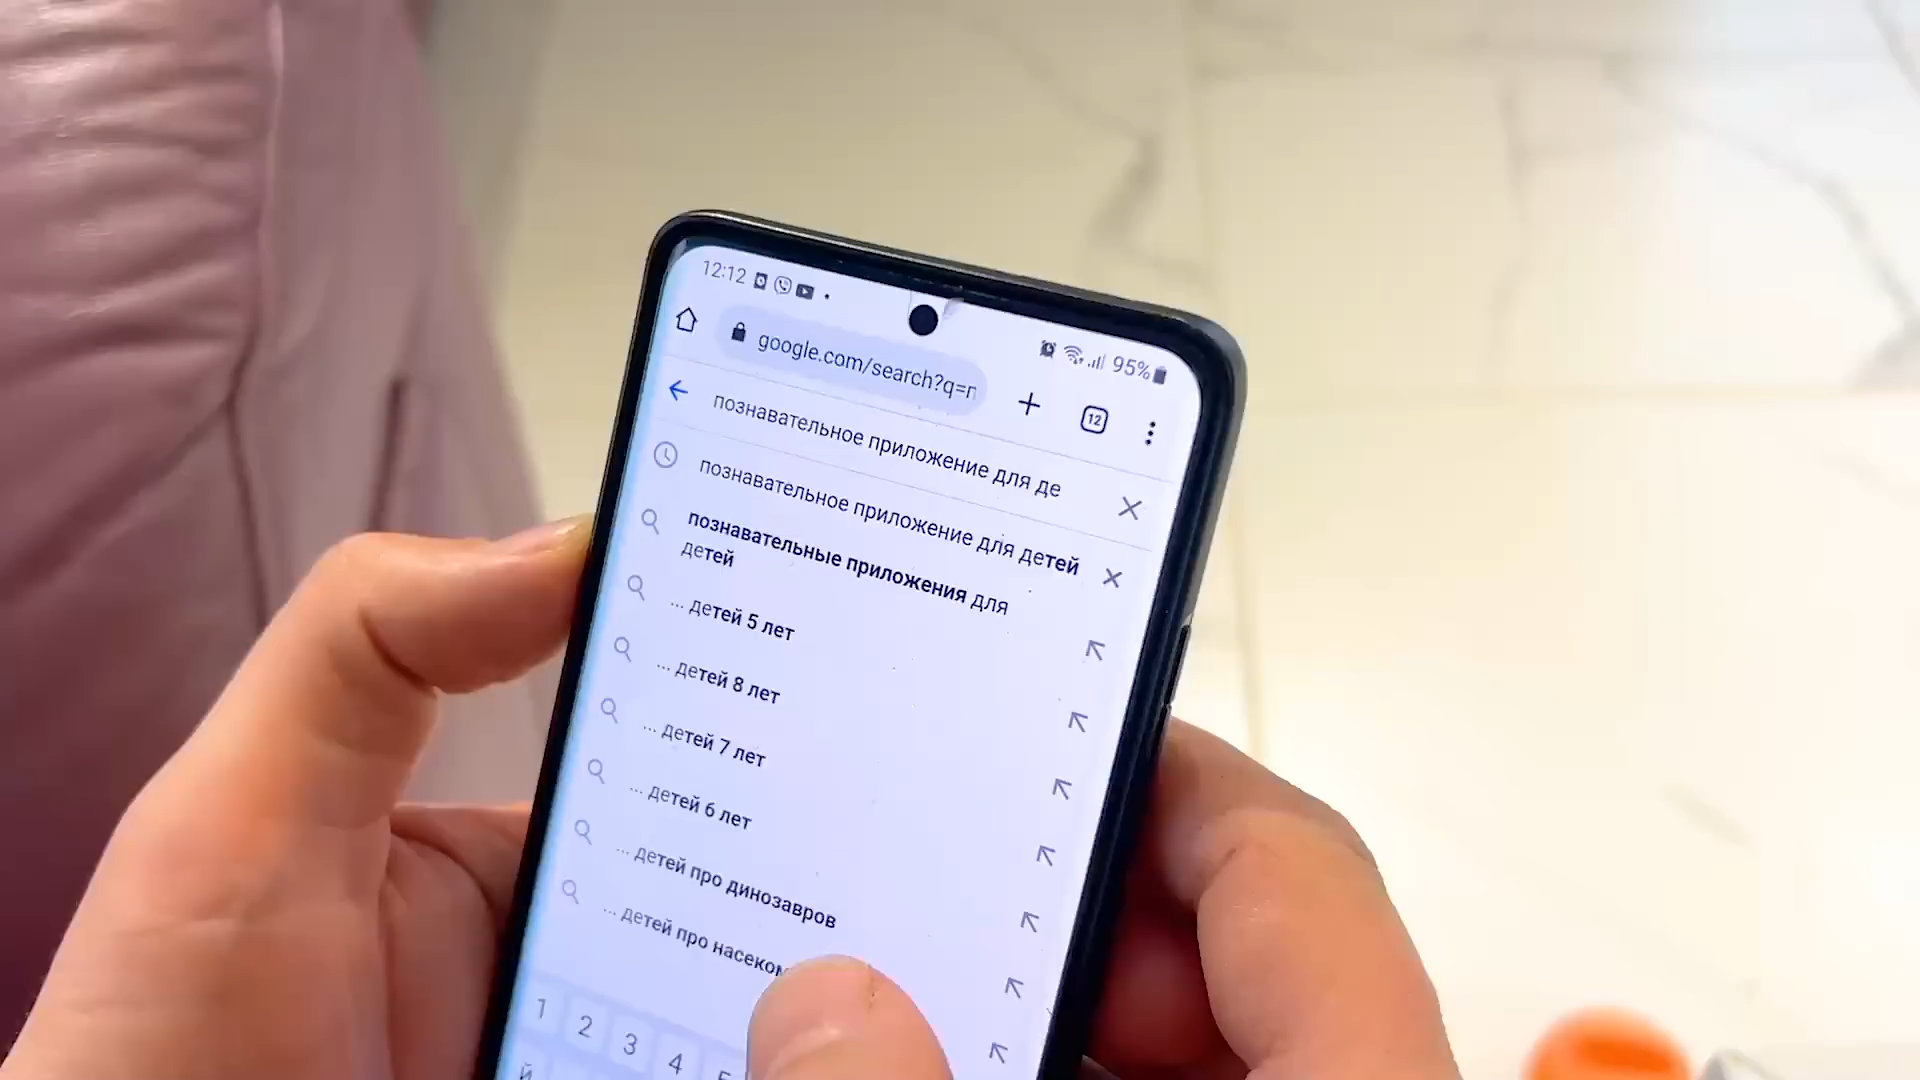 12:12 95%
google.com/search?q=п
12
познавательное приложение для де
познавательное приложение для детей
познавательные приложения для
детей
... детей 5 лет
... детей 8 лет
... детей 7 лет
... детей 6 лет
... детей про динозавров
... детей про
1 2 3 4 5
й